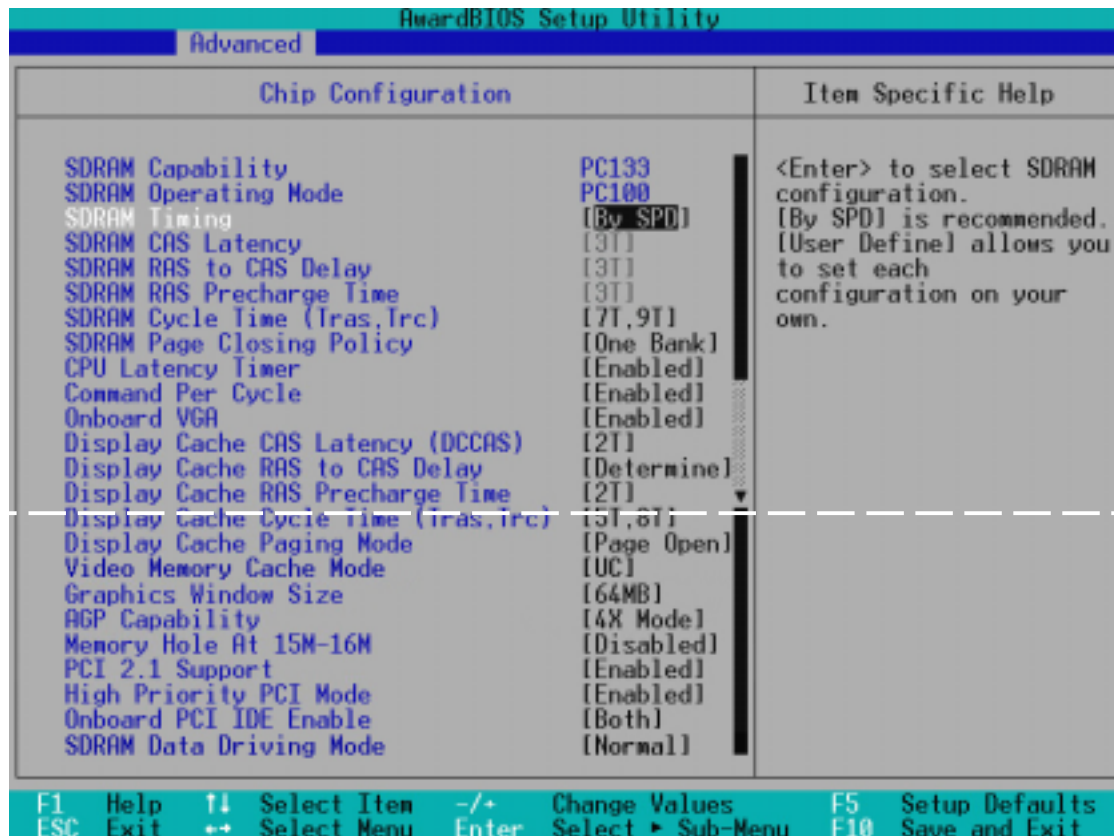 AwardBIOS Setup Utility
Advanced
Chip Configuration
Item Specific Help
SDRAM Capability PC133
SDRAM Operating Mode PC100
SDRAM Timing [By SPD]
SDRAM CAS Latency [3T]
SDRAM RAS to CAS Delay [3T]
SDRAM RAS Precharge Time [3T]
SDRAM Cycle Time (Tras,Trc) [7T,9T]
SDRAM Page Closing Policy [One Bank]
CPU Latency Timer [Enabled]
Command Per Cycle [Enabled]
Onboard VGA [Enabled]
Display Cache CAS Latency (DCCAS) [2T]
Display Cache RAS to CAS Delay [Determine]
Display Cache RAS Precharge Time [2T]
Display Cache Cycle Time (Tras,Trc) [5T,8T]
Display Cache Paging Mode [Page Open]
Video Memory Cache Mode [UC]
Graphics Window Size [64MB]
AGP Capability [4X Mode]
Memory Hole At 15M-16M [Disabled]
PCI 2.1 Support [Enabled]
High Priority PCI Mode [Enabled]
Onboard PCI IDE Enable [Both]
SDRAM Data Driving Mode [Normal]
<Enter> to select SDRAM
configuration.
[By SPD] is recommended.
[User Define] allows you
to set each
configuration on your
own.
F1 Help ↑↓ Select Item -/+ Change Values F5 Setup Defaults
ESC Exit ←→ Select Menu Enter Select ► Sub-Menu F10 Save and Exit